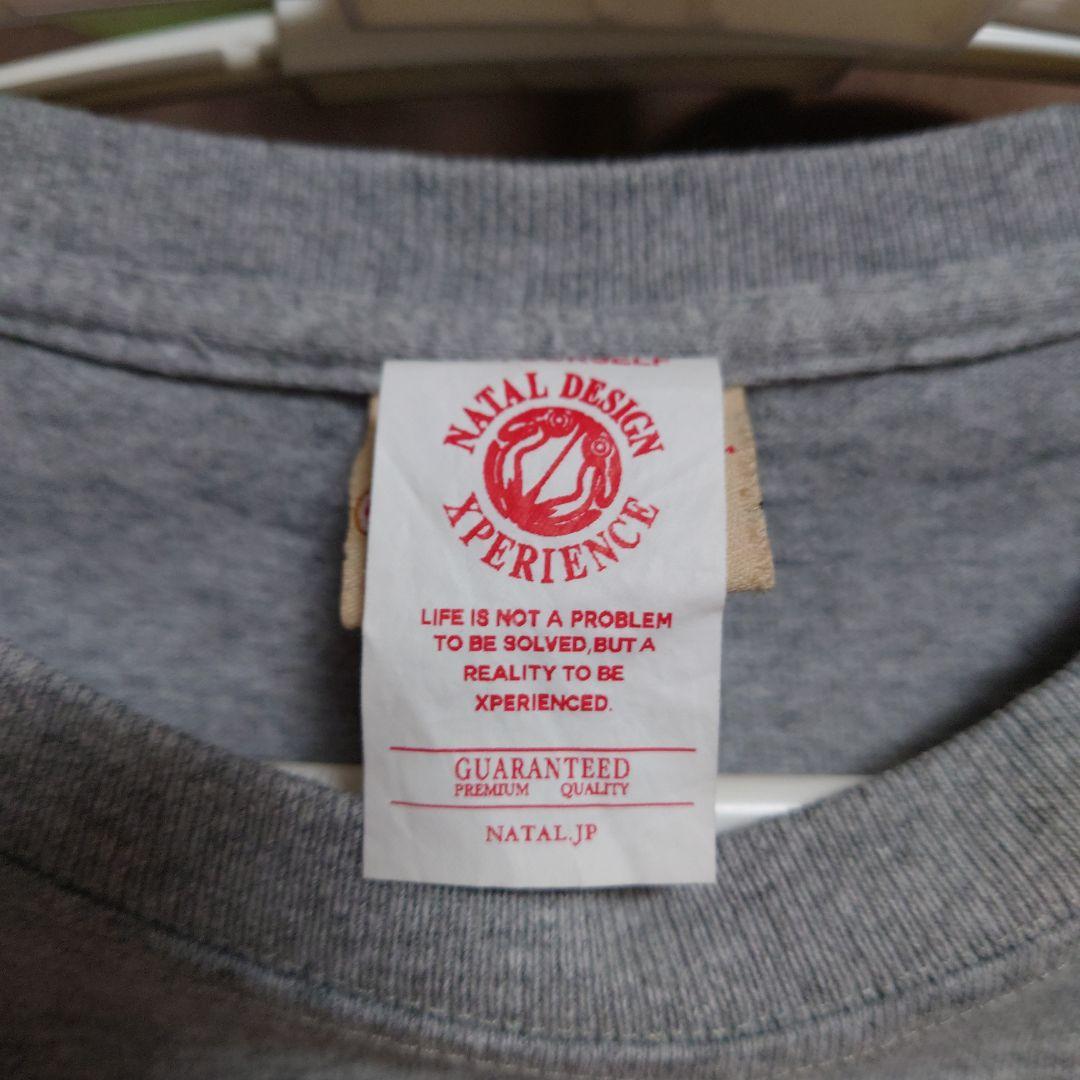 NATAL DESIGN
XPERIENCE
LIFE IS NOT A PROBLEM
TO BE SOLVED,BUT A
REALITY TO BE
XPERIENCED.
GUARANTEED
PREMIUM QUALITY
NATAL.JP